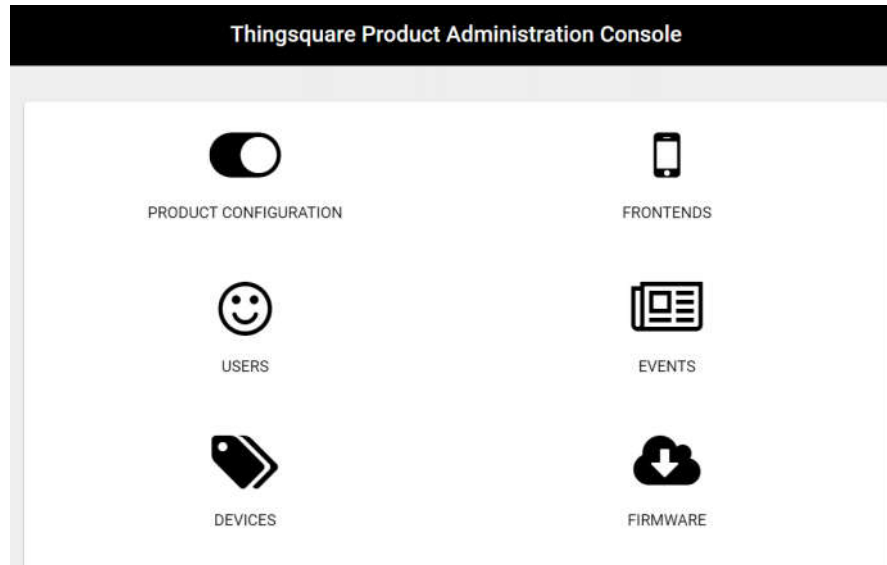 Thingsquare Product Administration Console
PRODUCT CONFIGURATION
FRONTENDS
USERS
EVENTS
DEVICES
FIRMWARE